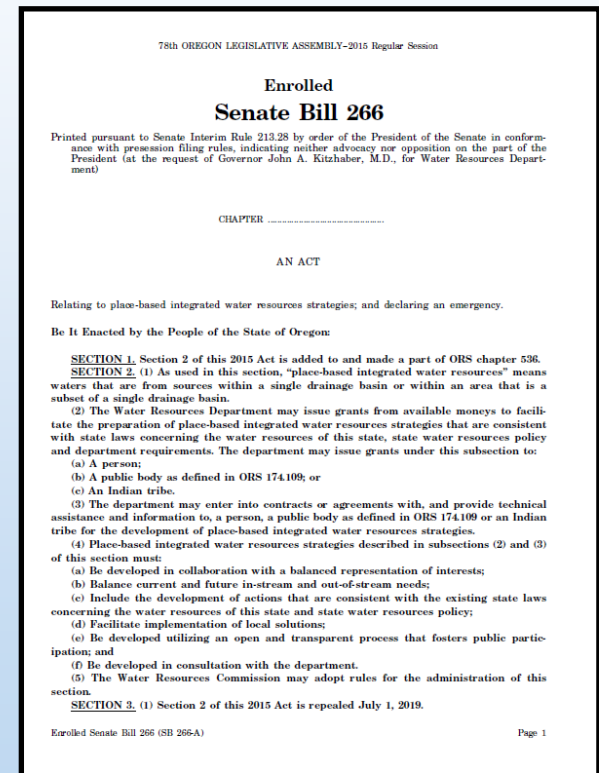 78th OREGON LEGISLATIVE ASSEMBLY--2015 Regular Session
Enrolled
Senate Bill 266
Printed pursuant to Senate Interim Rule 213.28 by order of the President of the Senate in conform-
ance with presession filing rules, indicating neither advocacy nor opposition on the part of the
President (at the request of Governor John A. Kitzhaber, M.D., for Water Resources Depart-
ment)
CHAPTER .................................................
AN ACT
Relating to place-based integrated water resources strategies; and declaring an emergency.
Be It Enacted by the People of the State of Oregon:
SECTION 1. Section 2 of this 2015 Act is added to and made a part of ORS chapter 536.
SECTION 2. (1) As used in this section, “place-based integrated water resources” means
waters that are from sources within a single drainage basin or within an area that is a
subset of a single drainage basin.
(2) The Water Resources Department may issue grants from available moneys to facili-
tate the preparation of place-based integrated water resources strategies that are consistent
with state laws concerning the water resources of this state, state water resources policy
and department requirements. The department may issue grants under this subsection to:
(a) A person;
(b) A public body as defined in ORS 174.109; or
(c) An Indian tribe.
(3) The department may enter into contracts or agreements with, and provide technical
assistance and information to, a person, a public body as defined in ORS 174.109 or an Indian
tribe for the development of place-based integrated water resources strategies.
(4) Place-based integrated water resources strategies described in subsections (2) and (3)
of this section must:
(a) Be developed in collaboration with a balanced representation of interests;
(b) Balance current and future in-stream and out-of-stream needs;
(c) Include the development of actions that are consistent with the existing state laws
concerning the water resources of this state and state water resources policy;
(d) Facilitate implementation of local solutions;
(e) Be developed utilizing an open and transparent process that fosters public partic-
ipation; and
(f) Be developed in consultation with the department.
(5) The Water Resources Commission may adopt rules for the administration of this
section.
SECTION 3. (1) Section 2 of this 2015 Act is repealed July 1, 2019.
Enrolled Senate Bill 266 (SB 266-A) Page 1